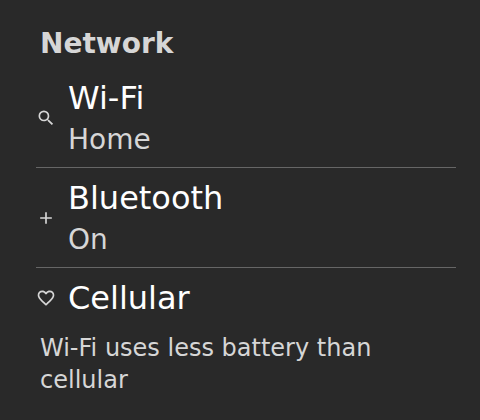 Network
Wi-Fi
Home
Bluetooth
On
Cellular
Wi-Fi uses less battery than
cellular